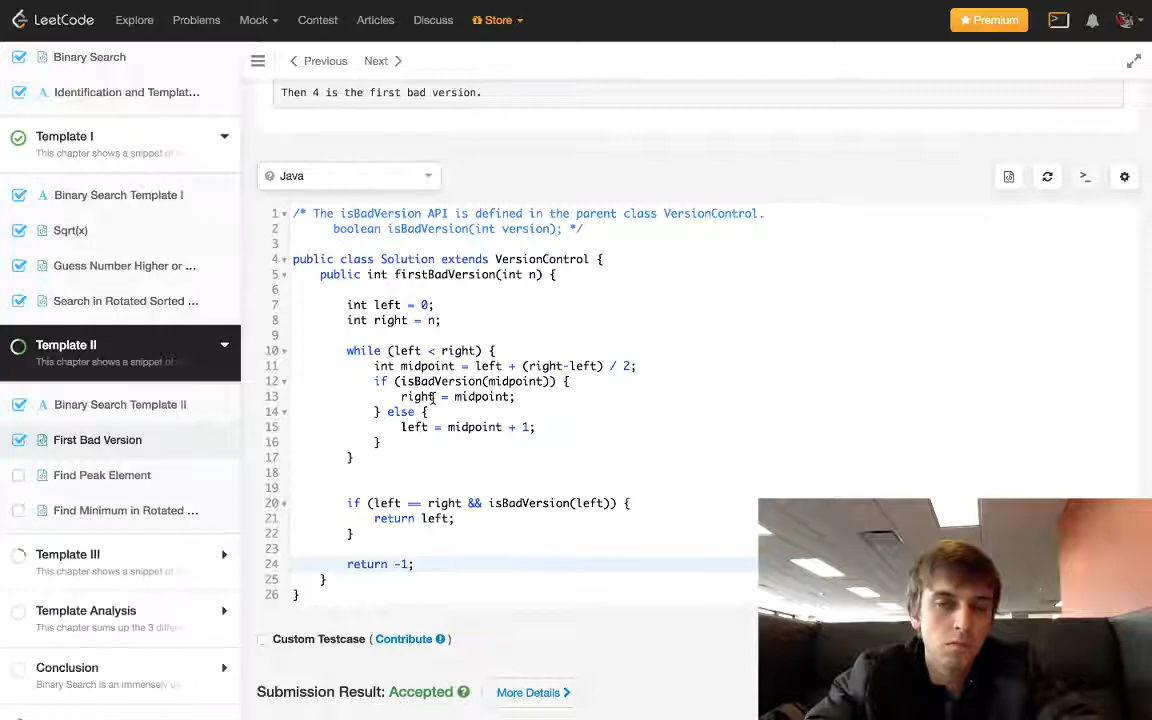 LeetCode Explore Problems Mock Contest Articles Discuss Store Premium
Previous Next
Binary Search
Identification and Templat...
Template I
This chapter shows a snippet of
Binary Search Template I
Sqrt(x)
Guess Number Higher or ...
Search in Rotated Sorted ...
Template II
This chapter shows a snippet of
Binary Search Template II
First Bad Version
Find Peak Element
Find Minimum in Rotated ...
Template III
This chapter shows a snippet of
Template Analysis
This chapter sums up the 3 differe
Conclusion
Binary Search is an immensely us
Then 4 is the first bad version.
Java
1 /* The isBadVersion API is defined in the parent class VersionControl.
2 boolean isBadVersion(int version); */
3
4 public class Solution extends VersionControl {
5 public int firstBadVersion(int n) {
6
7 int left = 0;
8 int right = n;
9
10 while (left < right) {
11 int midpoint = left + (right-left) / 2;
12 if (isBadVersion(midpoint)) {
13 right = midpoint;
14 } else {
15 left = midpoint + 1;
16 }
17 }
18
19
20 if (left == right && isBadVersion(left)) {
21 return left;
22 }
23
24 return -1;
25 }
26 }
Custom Testcase ( Contribute )
Submission Result: Accepted More Details